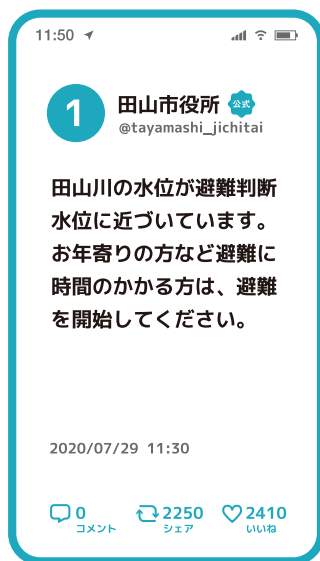 11:50
1
田山市役所 公式
@tayamashi_jichitai
田山川の水位が避難判断
水位に近づいています。
お年寄りの方など避難に
時間のかかる方は、避難
を開始してください。
2020/07/29 11:30
0 2250 2410
コメント シェア いいね